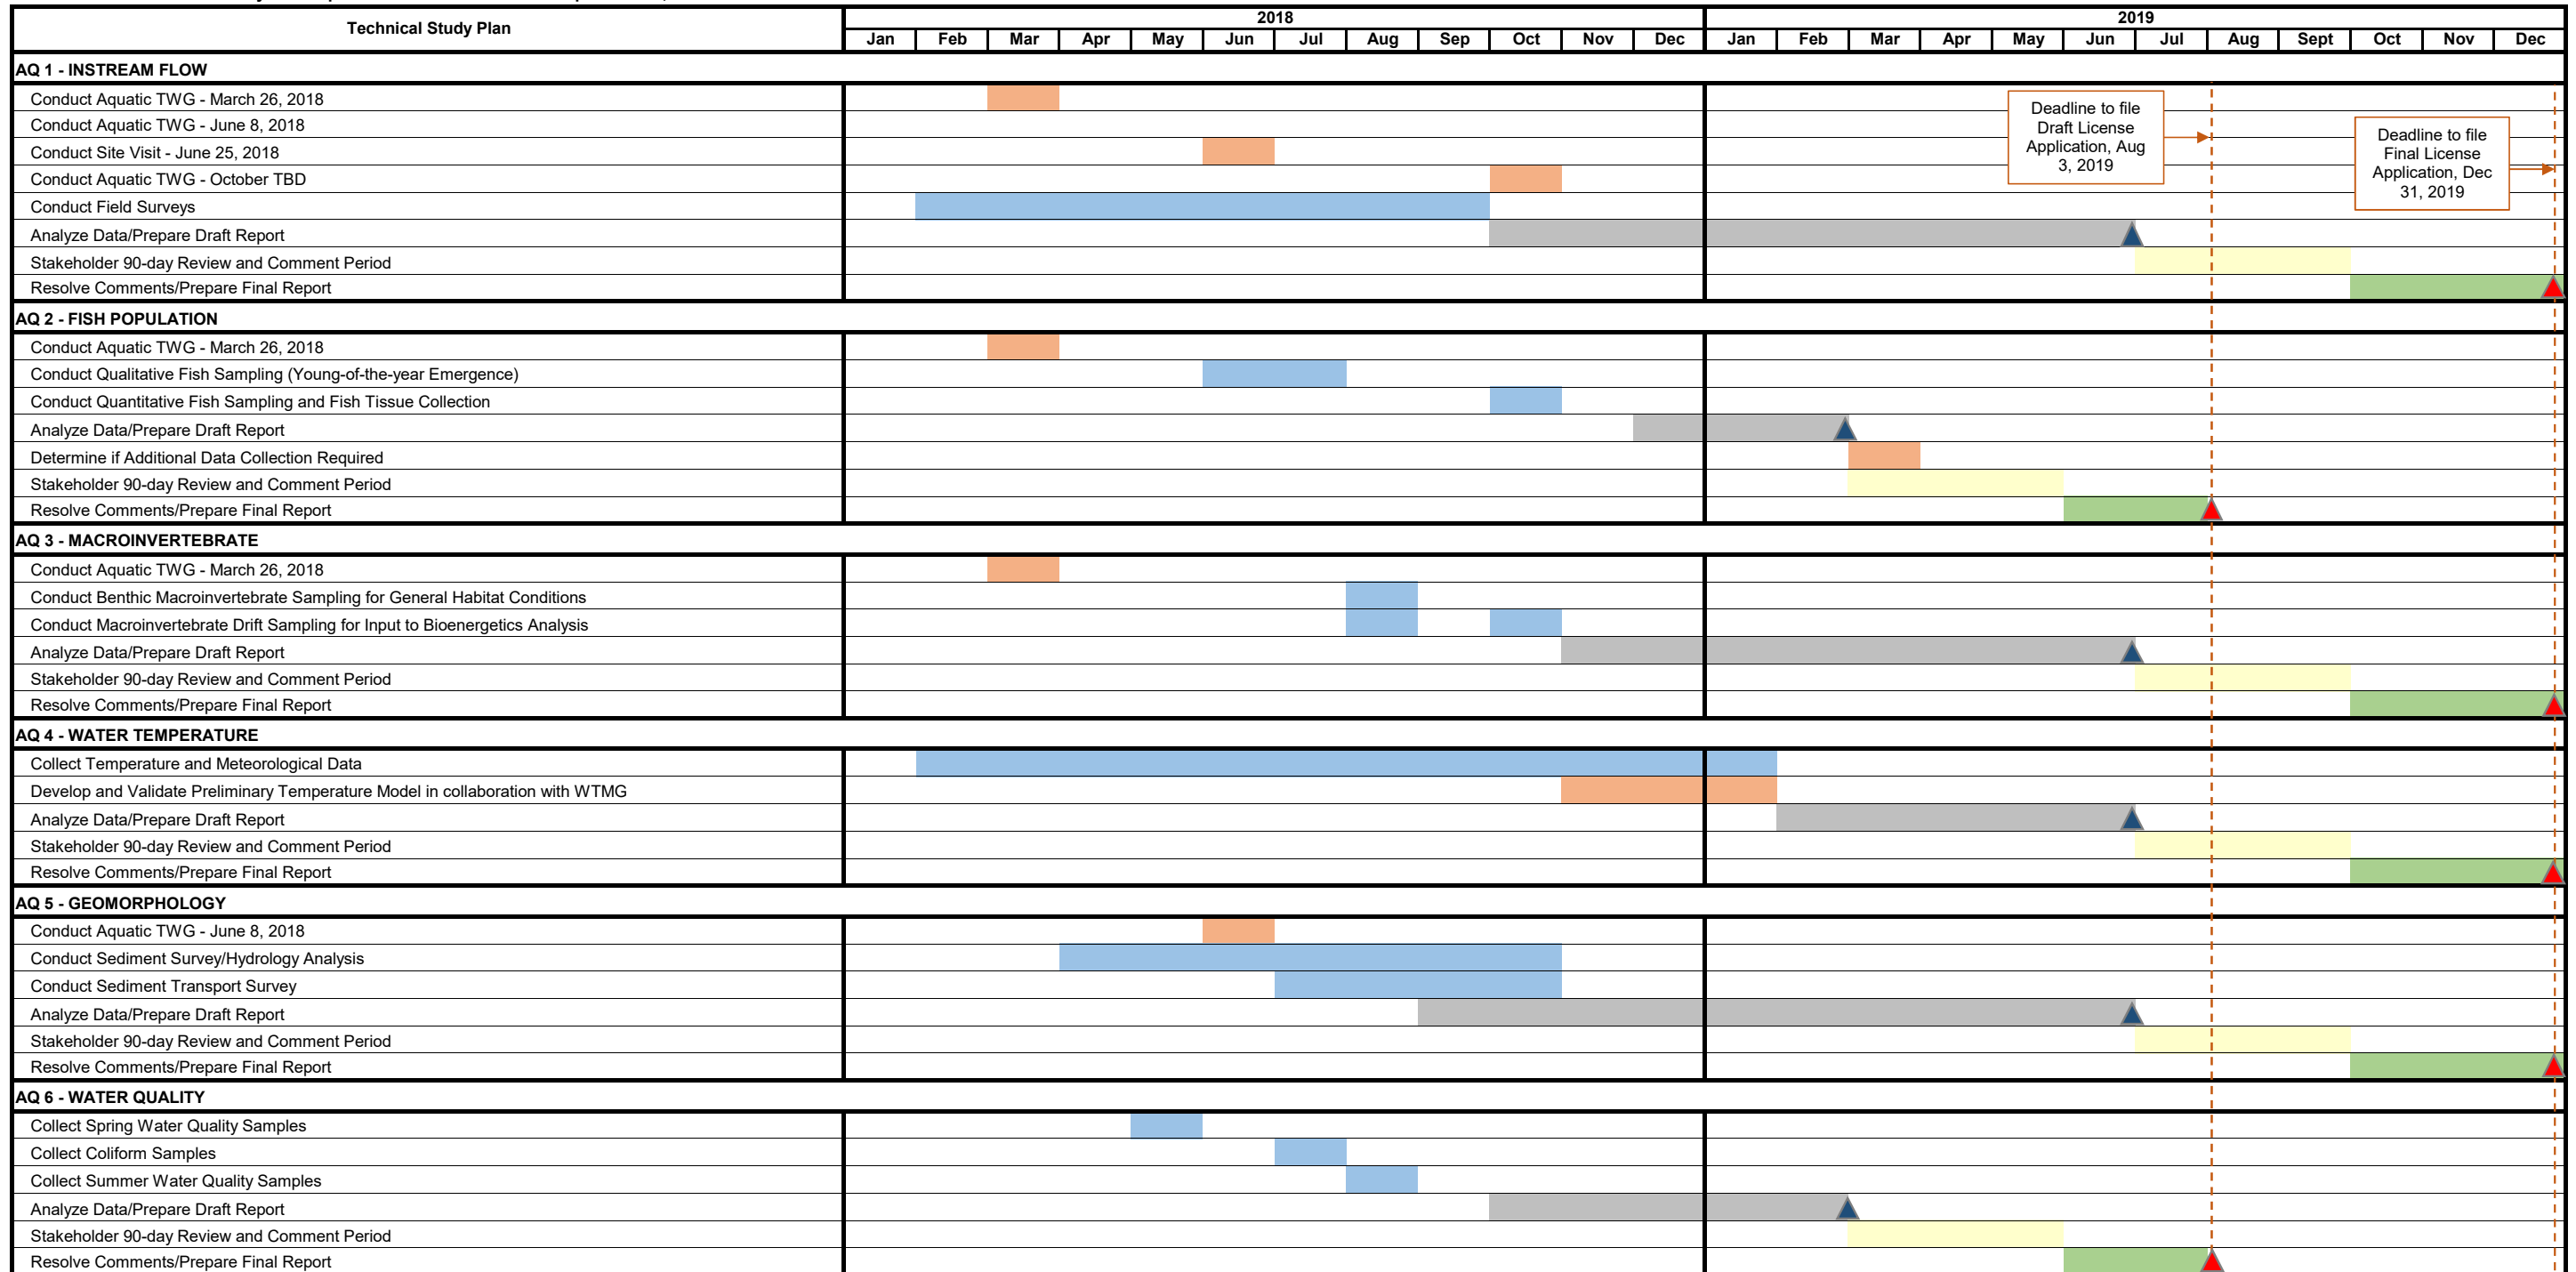 Technical Study Plan
2018
2019
Jan Feb Mar Apr May Jun Jul Aug Sep Oct Nov Dec Jan Feb Mar Apr May Jun Jul Aug Sept Oct Nov Dec
AQ 1 - INSTREAM FLOW
Conduct Aquatic TWG - March 26, 2018
Conduct Aquatic TWG - June 8, 2018
Conduct Site Visit - June 25, 2018
Conduct Aquatic TWG - October TBD
Conduct Field Surveys
Analyze Data/Prepare Draft Report
Stakeholder 90-day Review and Comment Period
Resolve Comments/Prepare Final Report
Deadline to file
Draft License
Application, Aug
3, 2019
Deadline to file
Final License
Application, Dec
31, 2019
AQ 2 - FISH POPULATION
Conduct Aquatic TWG - March 26, 2018
Conduct Qualitative Fish Sampling (Young-of-the-year Emergence)
Conduct Quantitative Fish Sampling and Fish Tissue Collection
Analyze Data/Prepare Draft Report
Determine if Additional Data Collection Required
Stakeholder 90-day Review and Comment Period
Resolve Comments/Prepare Final Report
AQ 3 - MACROINVERTEBRATE
Conduct Aquatic TWG - March 26, 2018
Conduct Benthic Macroinvertebrate Sampling for General Habitat Conditions
Conduct Macroinvertebrate Drift Sampling for Input to Bioenergetics Analysis
Analyze Data/Prepare Draft Report
Stakeholder 90-day Review and Comment Period
Resolve Comments/Prepare Final Report
AQ 4 - WATER TEMPERATURE
Collect Temperature and Meteorological Data
Develop and Validate Preliminary Temperature Model in collaboration with WTMG
Analyze Data/Prepare Draft Report
Stakeholder 90-day Review and Comment Period
Resolve Comments/Prepare Final Report
AQ 5 - GEOMORPHOLOGY
Conduct Aquatic TWG - June 8, 2018
Conduct Sediment Survey/Hydrology Analysis
Conduct Sediment Transport Survey
Analyze Data/Prepare Draft Report
Stakeholder 90-day Review and Comment Period
Resolve Comments/Prepare Final Report
AQ 6 - WATER QUALITY
Collect Spring Water Quality Samples
Collect Coliform Samples
Collect Summer Water Quality Samples
Analyze Data/Prepare Draft Report
Stakeholder 90-day Review and Comment Period
Resolve Comments/Prepare Final Report